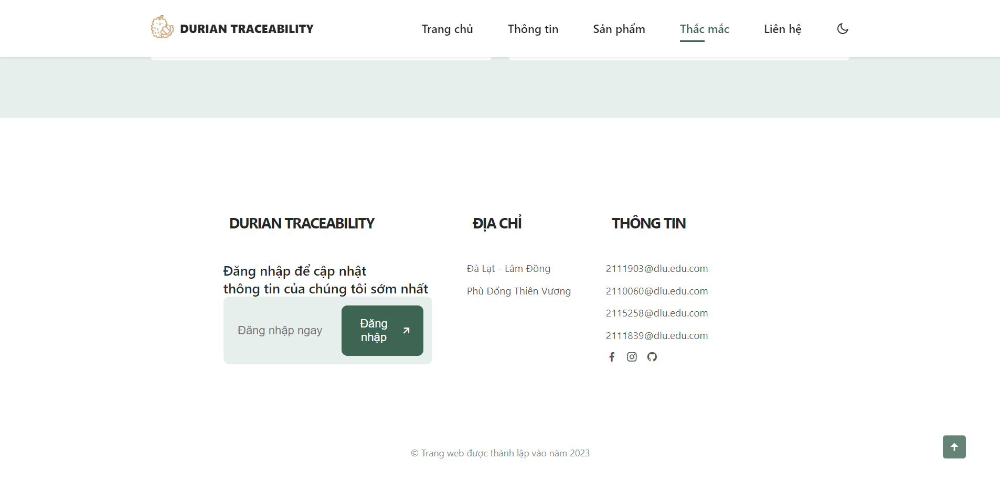 DURIAN TRACEABILITY
Trang chủ
Thông tin
Sản phẩm
Thắc mắc
Liên hệ
DURIAN TRACEABILITY
Đăng nhập để cập nhật
thông tin của chúng tôi sớm nhất
Đăng nhập ngay
Đăng
nhập
ĐỊA CHỈ
Đà Lạt - Lâm Đồng
Phù Đổng Thiên Vương
THÔNG TIN
2111903@dlu.edu.com
2110060@dlu.edu.com
2115258@dlu.edu.com
2111839@dlu.edu.com
© Trang web được thành lập vào năm 2023